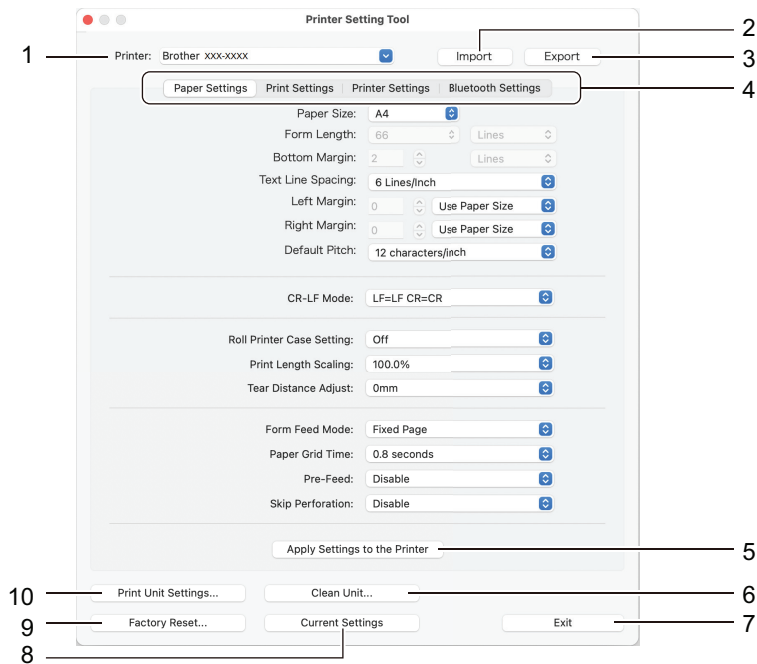 Printer Setting Tool
2
1
Printer: Brother XXX-XXXX
Import
Export
3
Paper Settings Print Settings Printer Settings Bluetooth Settings
4
Paper Size: A4
Form Length: 66 Lines
Bottom Margin: 2 Lines
Text Line Spacing: 6 Lines/Inch
Left Margin: 0 Use Paper Size
Right Margin: 0 Use Paper Size
Default Pitch: 12 characters/inch
CR-LF Mode: LF=LF CR=CR
Roll Printer Case Setting: Off
Print Length Scaling: 100.0%
Tear Distance Adjust: 0mm
Form Feed Mode: Fixed Page
Paper Grid Time: 0.8 seconds
Pre-Feed: Disable
Skip Perforation: Disable
Apply Settings to the Printer
5
10
Print Unit Settings...
Clean Unit...
6
9
Factory Reset...
Current Settings
Exit
7
8